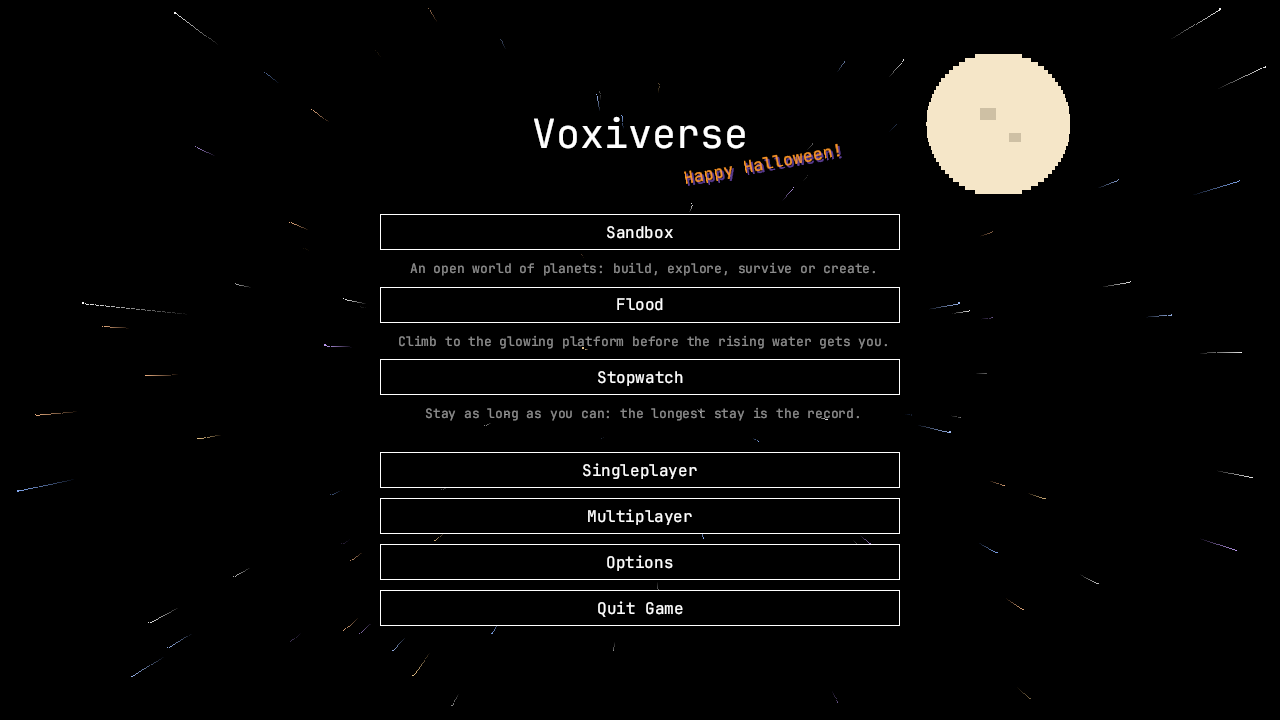 Voxiverse
Happy Halloween!
Sandbox
An open world of planets: build, explore, survive or create.
Flood
Climb to the glowing platform before the rising water gets you.
Stopwatch
Stay as long as you can: the longest stay is the record.
Singleplayer
Multiplayer
Options
Quit Game